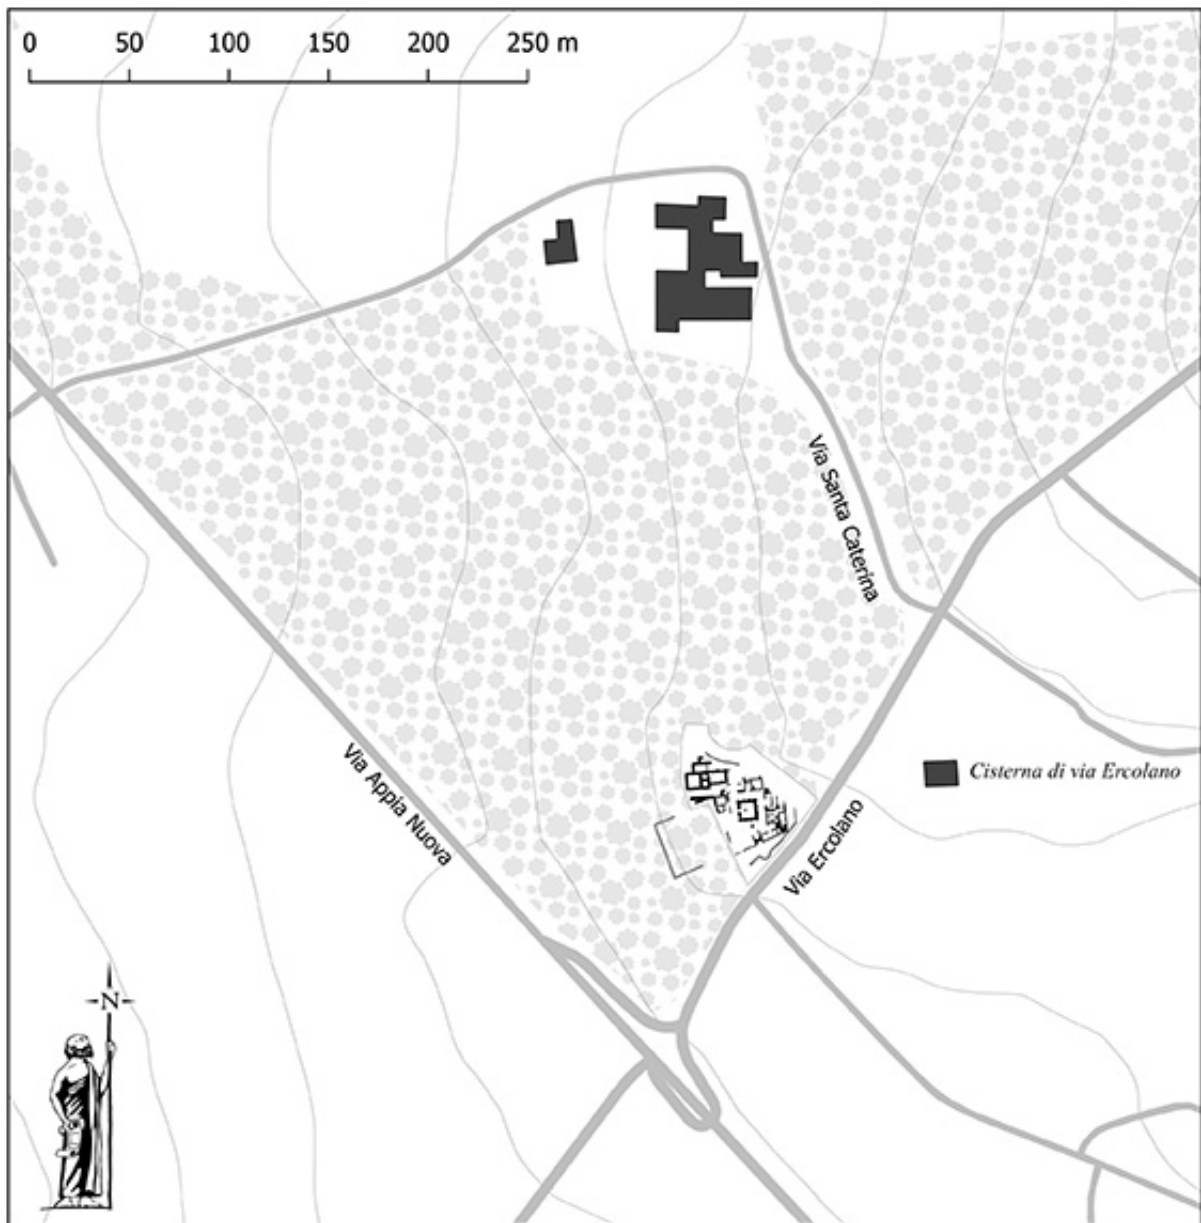 0 50 100 150 200 250 m
Via Santa Caterina
Via Appia Nuova
Cisterna di via Ercolano
Via Ercolano
N